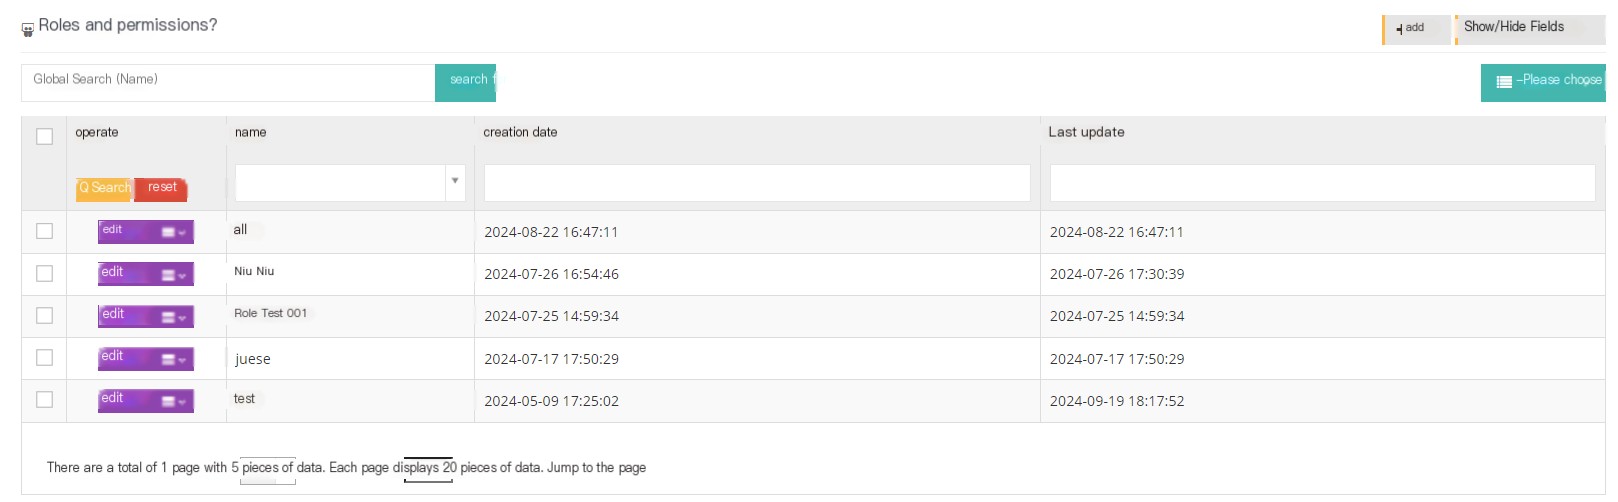 Roles and permissions?
add
Show/Hide Fields
Global Search (Name)
search
–Please choose
operate name creation date Last update
Q Search reset
edit all 2024-08-22 16:47:11 2024-08-22 16:47:11
edit Niu Niu 2024-07-26 16:54:46 2024-07-26 17:30:39
edit Role Test 001 2024-07-25 14:59:34 2024-07-25 14:59:34
edit juese 2024-07-17 17:50:29 2024-07-17 17:50:29
edit test 2024-05-09 17:25:02 2024-09-19 18:17:52
There are a total of 1 page with 5 pieces of data. Each page displays 20 pieces of data. Jump to the page